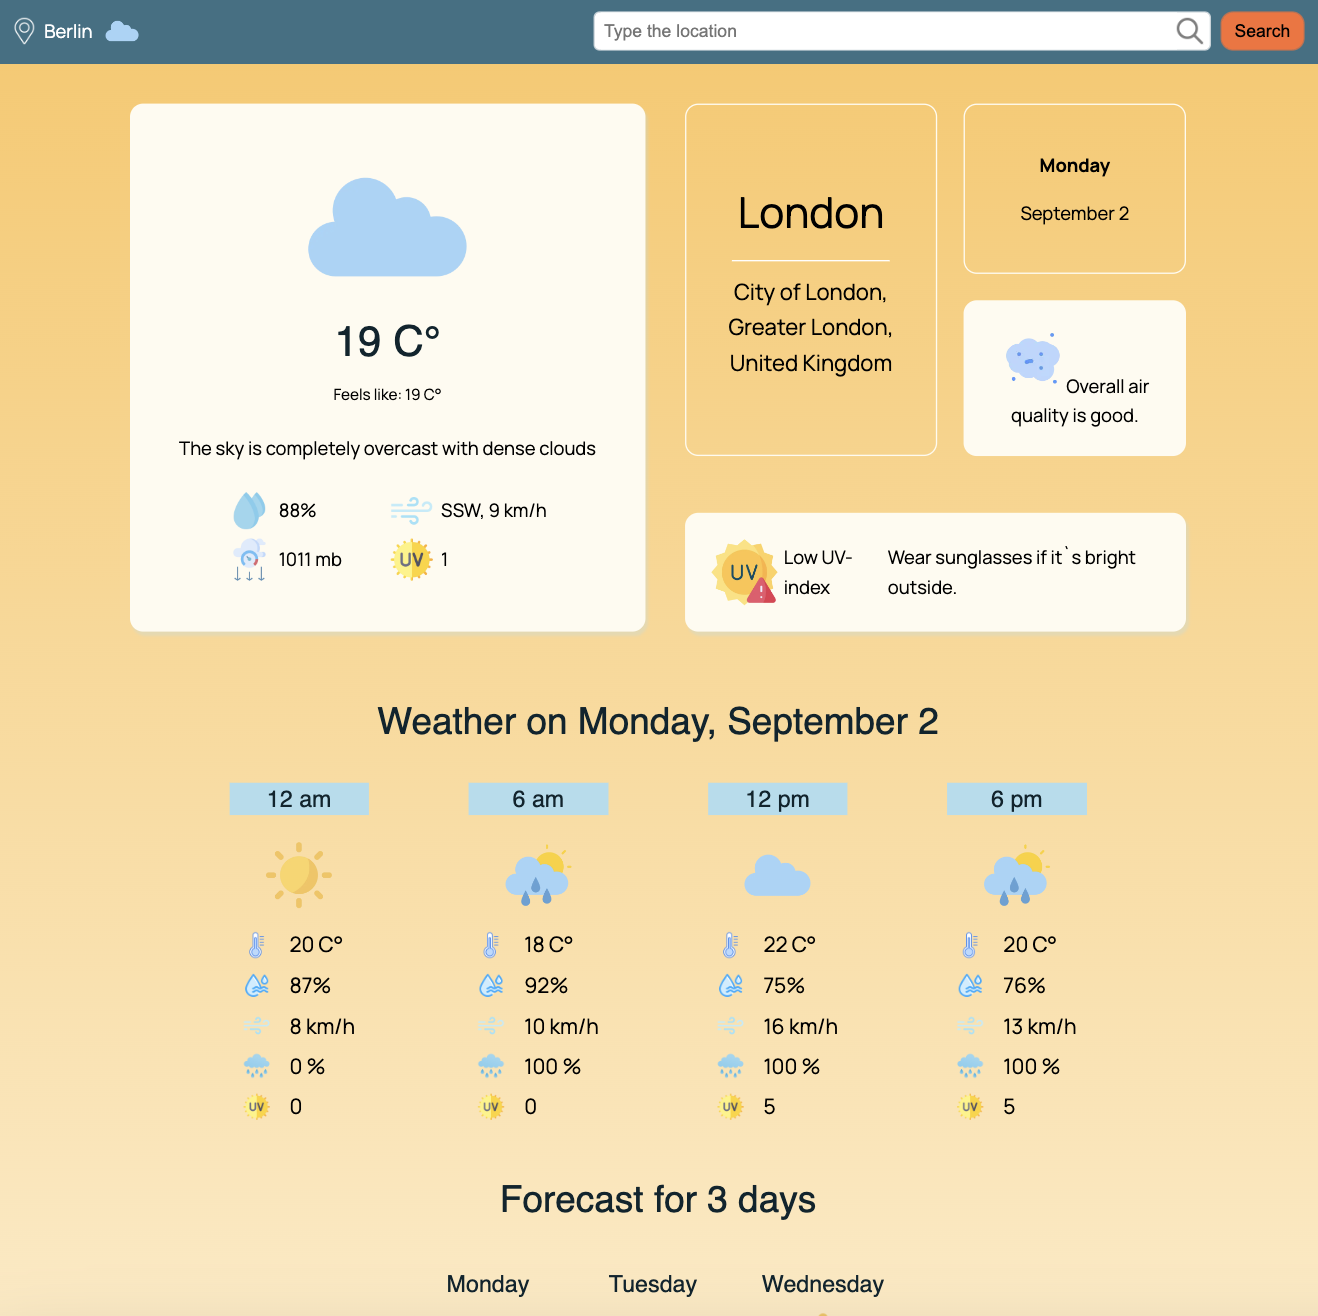 Berlin
Type the location
Search
19 C°
Feels like: 19 C°
The sky is completely overcast with dense clouds
88%
SSW, 9 km/h
1011 mb
UV
1
London
City of London,
Greater London,
United Kingdom
Monday
September 2
Overall air
quality is good.
UV
!
Low UV-
index
Wear sunglasses if it`s bright
outside.
Weather on Monday, September 2
12 am
6 am
12 pm
6 pm
20 C°
18 C°
22 C°
20 C°
87%
92%
75%
76%
8 km/h
10 km/h
16 km/h
13 km/h
0 %
100 %
100 %
100 %
UV
0
UV
0
UV
5
UV
5
Forecast for 3 days
Monday
Tuesday
Wednesday